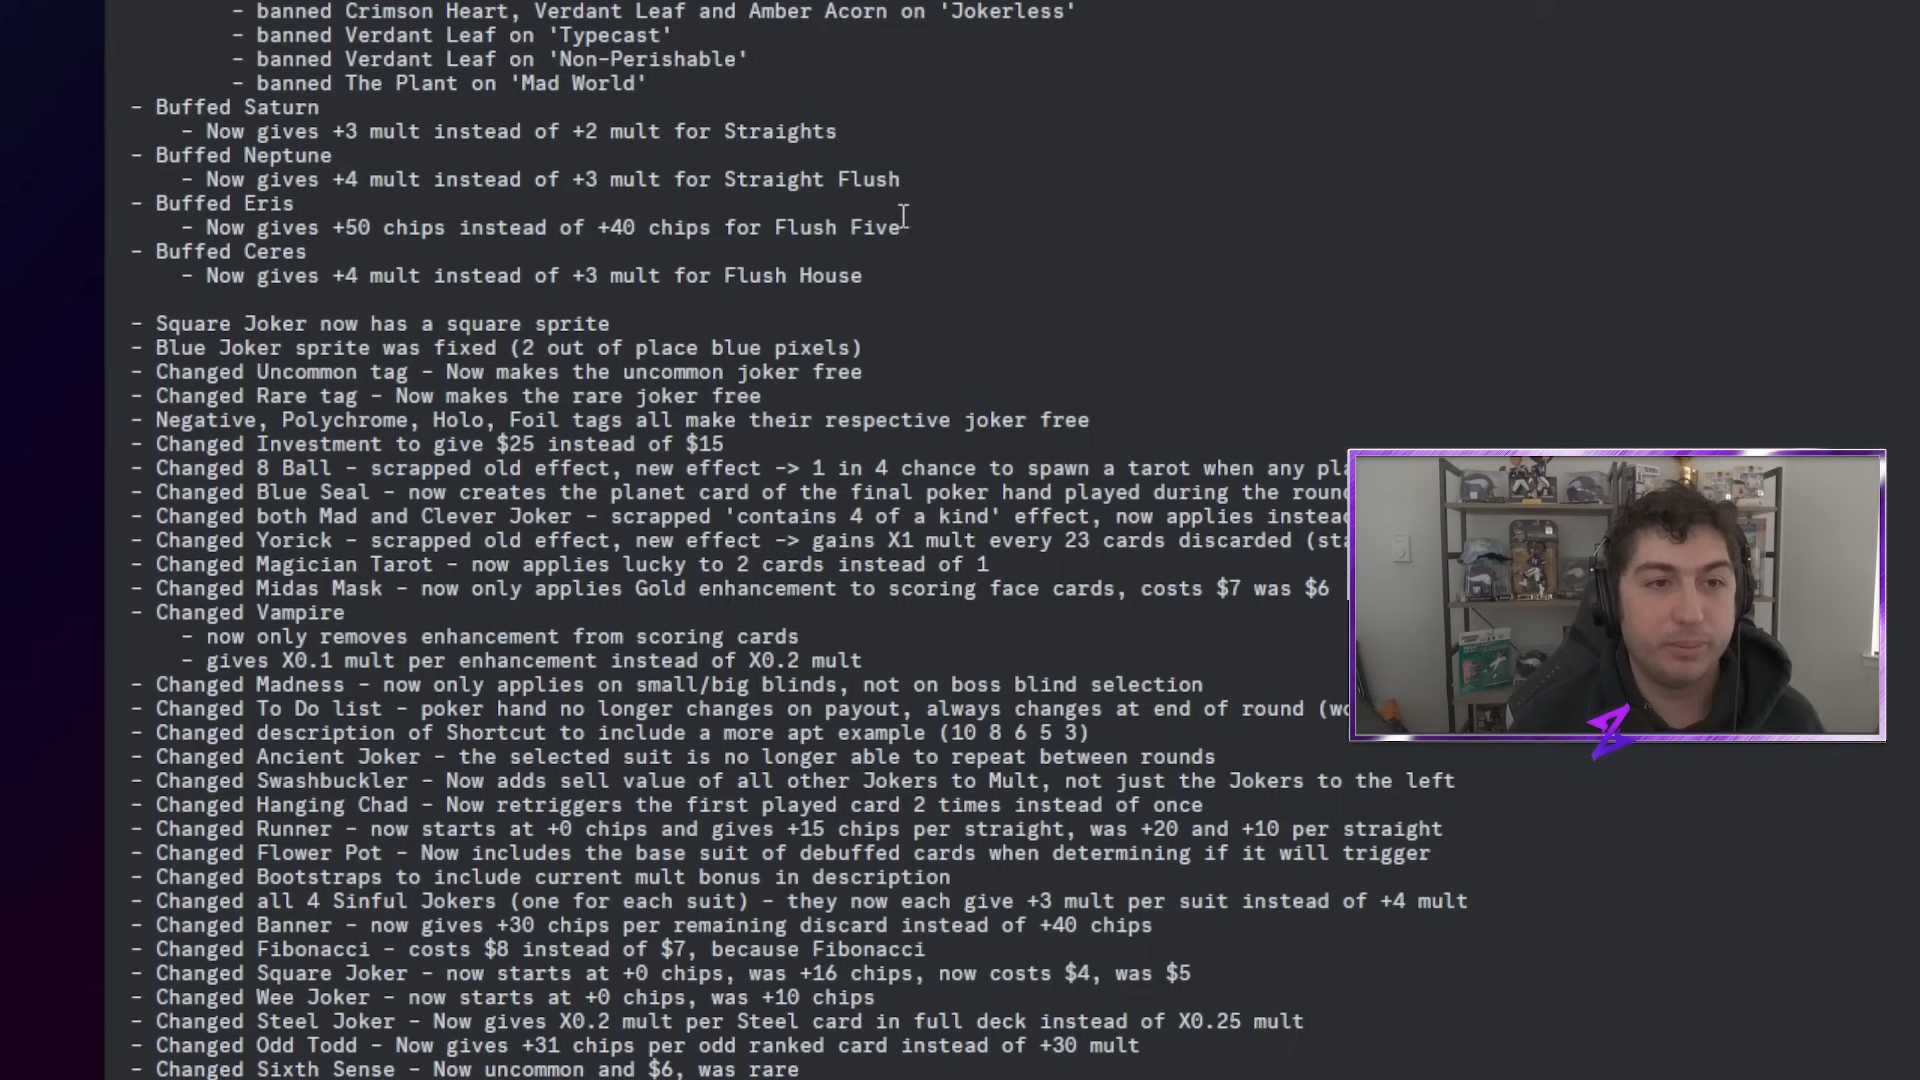 - banned Crimson Heart, Verdant Leaf and Amber Acorn on 'Jokerless'
- banned Verdant Leaf on 'Typecast'
- banned Verdant Leaf on 'Non-Perishable'
- banned The Plant on 'Mad World'
- Buffed Saturn
- Now gives +3 mult instead of +2 mult for Straights
- Buffed Neptune
- Now gives +4 mult instead of +3 mult for Straight Flush
- Buffed Eris
- Now gives +50 chips instead of +40 chips for Flush Five
- Buffed Ceres
- Now gives +4 mult instead of +3 mult for Flush House
- Square Joker now has a square sprite
- Blue Joker sprite was fixed (2 out of place blue pixels)
- Changed Uncommon tag - Now makes the uncommon joker free
- Changed Rare tag - Now makes the rare joker free
- Negative, Polychrome, Holo, Foil tags all make their respective joker free
- Changed Investment to give $25 instead of $15
- Changed 8 Ball - scrapped old effect, new effect -> 1 in 4 chance to spawn a tarot when any
- Changed Blue Seal - now creates the planet card of the final poker hand played during the
- Changed both Mad and Clever Joker - scrapped 'contains 4 of a kind' effect, now applies
- Changed Yorick - scrapped old effect, new effect -> gains X1 mult every 23 cards discarded
- Changed Magician Tarot - now applies lucky to 2 cards instead of 1
- Changed Midas Mask - now only applies Gold enhancement to scoring face cards, costs $7 was $6
- Changed Vampire
- now only removes enhancement from scoring cards
- gives X0.1 mult per enhancement instead of X0.2 mult
- Changed Madness - now only applies on small/big blinds, not on boss blind selection
- Changed To Do list - poker hand no longer changes on payout, always changes at end of round
- Changed description of Shortcut to include a more apt example (10 8 6 5 3)
- Changed Ancient Joker - the selected suit is no longer able to repeat between rounds
- Changed Swashbuckler - Now adds sell value of all other Jokers to Mult, not just the Jokers to the left
- Changed Hanging Chad - Now retriggers the first played card 2 times instead of once
- Changed Runner - now starts at +0 chips and gives +15 chips per straight, was +20 and +10 per straight
- Changed Flower Pot - Now includes the base suit of debuffed cards when determining if it will trigger
- Changed Bootstraps to include current mult bonus in description
- Changed all 4 Sinful Jokers (one for each suit) - they now each give +3 mult per suit instead of +4 mult
- Changed Banner - now gives +30 chips per remaining discard instead of +40 chips
- Changed Fibonacci - costs $8 instead of $7, because Fibonacci
- Changed Square Joker - now starts at +0 chips, was +16 chips, now costs $4, was $5
- Changed Wee Joker - now starts at +0 chips, was +10 chips
- Changed Steel Joker - Now gives X0.2 mult per Steel card in full deck instead of X0.25 mult
- Changed Odd Todd - Now gives +31 chips per odd ranked card instead of +30 mult
- Changed Sixth Sense - Now uncommon and $6, was rare